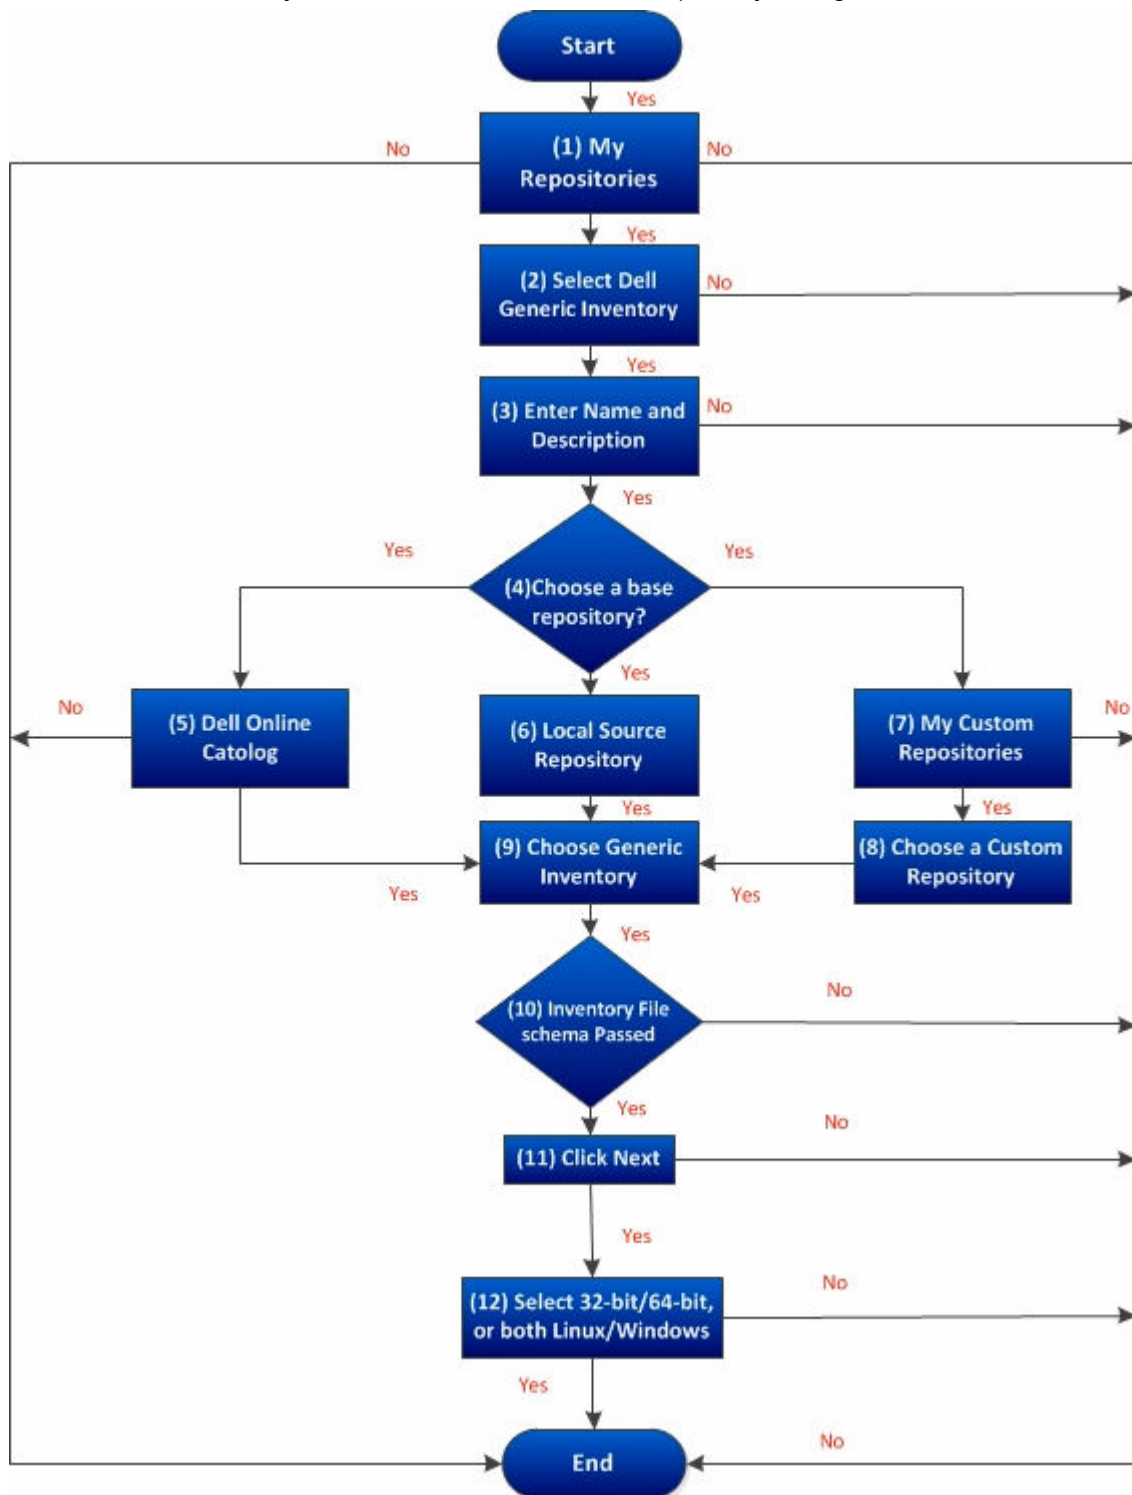 Start
Yes
No
(1) My
Repositories
No
Yes
(2) Select Dell
Generic Inventory
No
Yes
(3) Enter Name and
Description
No
Yes
Yes
Yes
(4)Choose a base
repository?
Yes
No
(5) Dell Online
Catolog
(6) Local Source
Repository
(7) My Custom
Repositories
No
Yes
Yes
(9) Choose Generic
Inventory
(8) Choose a Custom
Repository
Yes
Yes
Yes
(10) Inventory File
schema Passed
No
Yes
No
(11) Click Next
Yes
No
(12) Select 32-bit/64-bit,
or both Linux/Windows
Yes
No
End